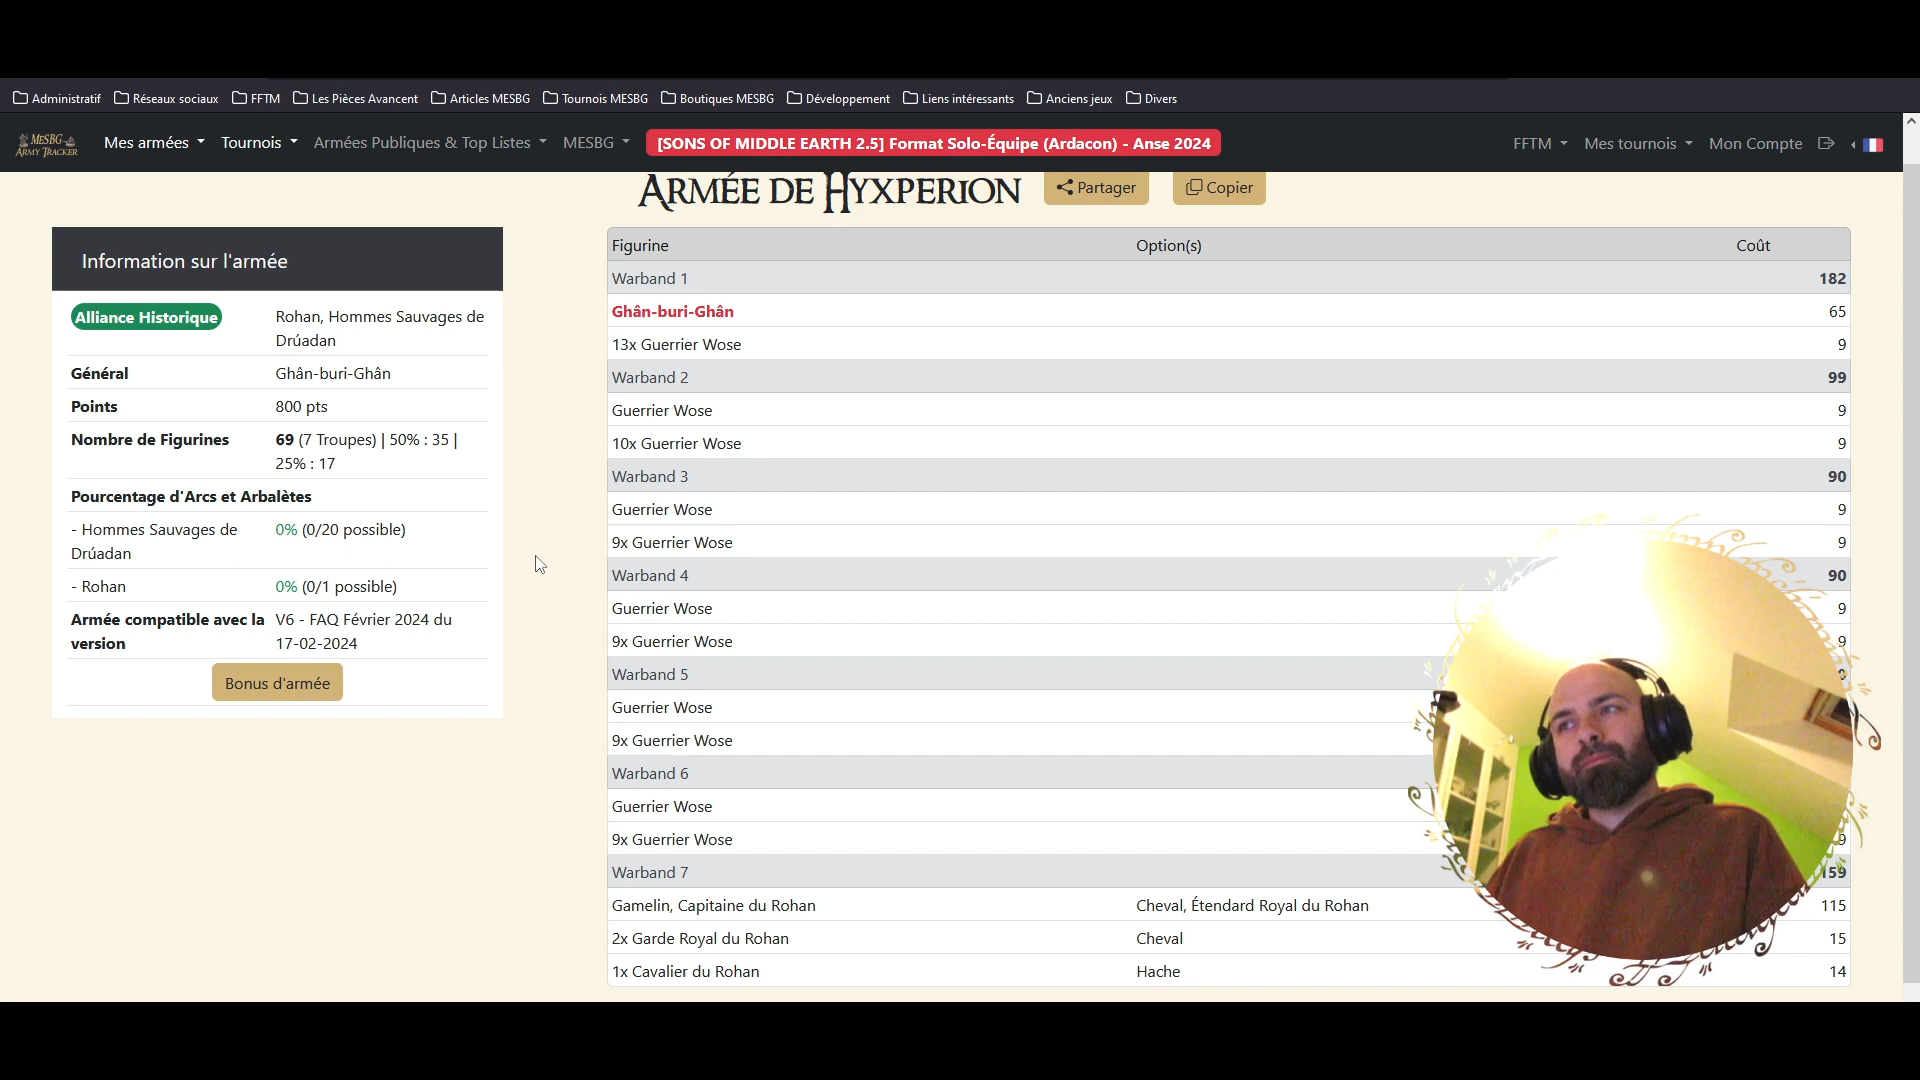 Administratif
Réseaux sociaux
FFTM
Les Pièces Avancent
Articles MESBG
Tournois MESBG
Boutiques MESBG
Développement
Liens intéressants
Anciens jeux
Divers
MESBG ARMY TRACKER
Mes armées
Tournois
Armées Publiques & Top Listes
MESBG
[SONS OF MIDDLE EARTH 2.5] Format Solo-Équipe (Ardacon) - Anse 2024
FFTM
Mes tournois
Mon Compte
ARMÉE DE HYXPERION
Partager
Copier
Information sur l'armée
Alliance Historique Rohan, Hommes Sauvages de
Drúadan
Général Ghân-buri-Ghân
Points 800 pts
Nombre de Figurines 69 (7 Troupes) | 50% : 35 |
25% : 17
Pourcentage d'Arcs et Arbalètes
- Hommes Sauvages de 0% (0/20 possible)
Drúadan
- Rohan 0% (0/1 possible)
Armée compatible avec la V6 - FAQ Février 2024 du
version 17-02-2024
Bonus d'armée
Figurine Option(s) Coût
Warband 1 182
Ghân-buri-Ghân 65
13x Guerrier Wose 9
Warband 2 99
Guerrier Wose 9
10x Guerrier Wose 9
Warband 3 90
Guerrier Wose 9
9x Guerrier Wose 9
Warband 4 90
Guerrier Wose 9
9x Guerrier Wose 9
Warband 5
Guerrier Wose
9x Guerrier Wose
Warband 6
Guerrier Wose
9x Guerrier Wose 9
Warband 7 159
Gamelin, Capitaine du Rohan Cheval, Étendard Royal du Rohan 115
2x Garde Royal du Rohan Cheval 15
1x Cavalier du Rohan Hache 14